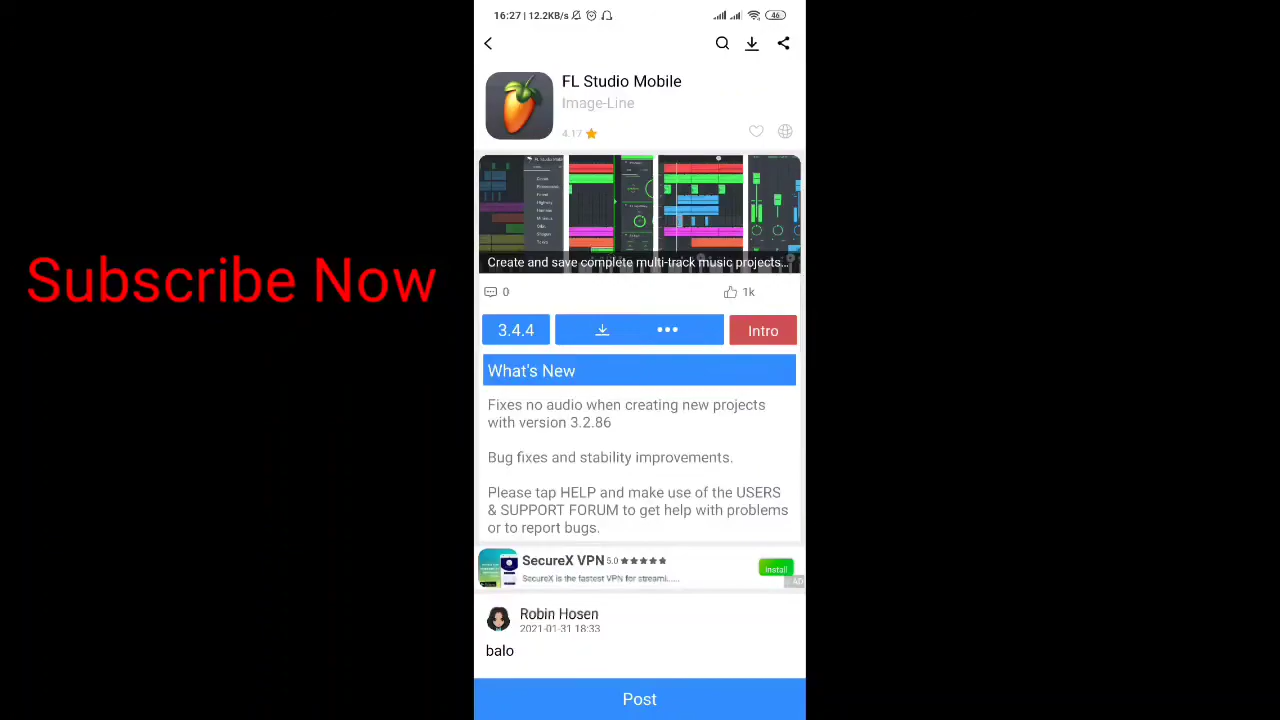 16:27 | 12.2KB/s
46
FL Studio Mobile
Image-Line
4.17
Create and save complete multi-track music projects...
0
1k
3.4.4
Intro
What's New
Fixes no audio when creating new projects
with version 3.2.86
Bug fixes and stability improvements.
Please tap HELP and make use of the USERS
& SUPPORT FORUM to get help with problems
or to report bugs.
SecureX VPN 5.0
SecureX is the fastest VPN for streami......
Install
AD
Robin Hosen
2021-01-31 18:33
balo
Post
Subscribe Now